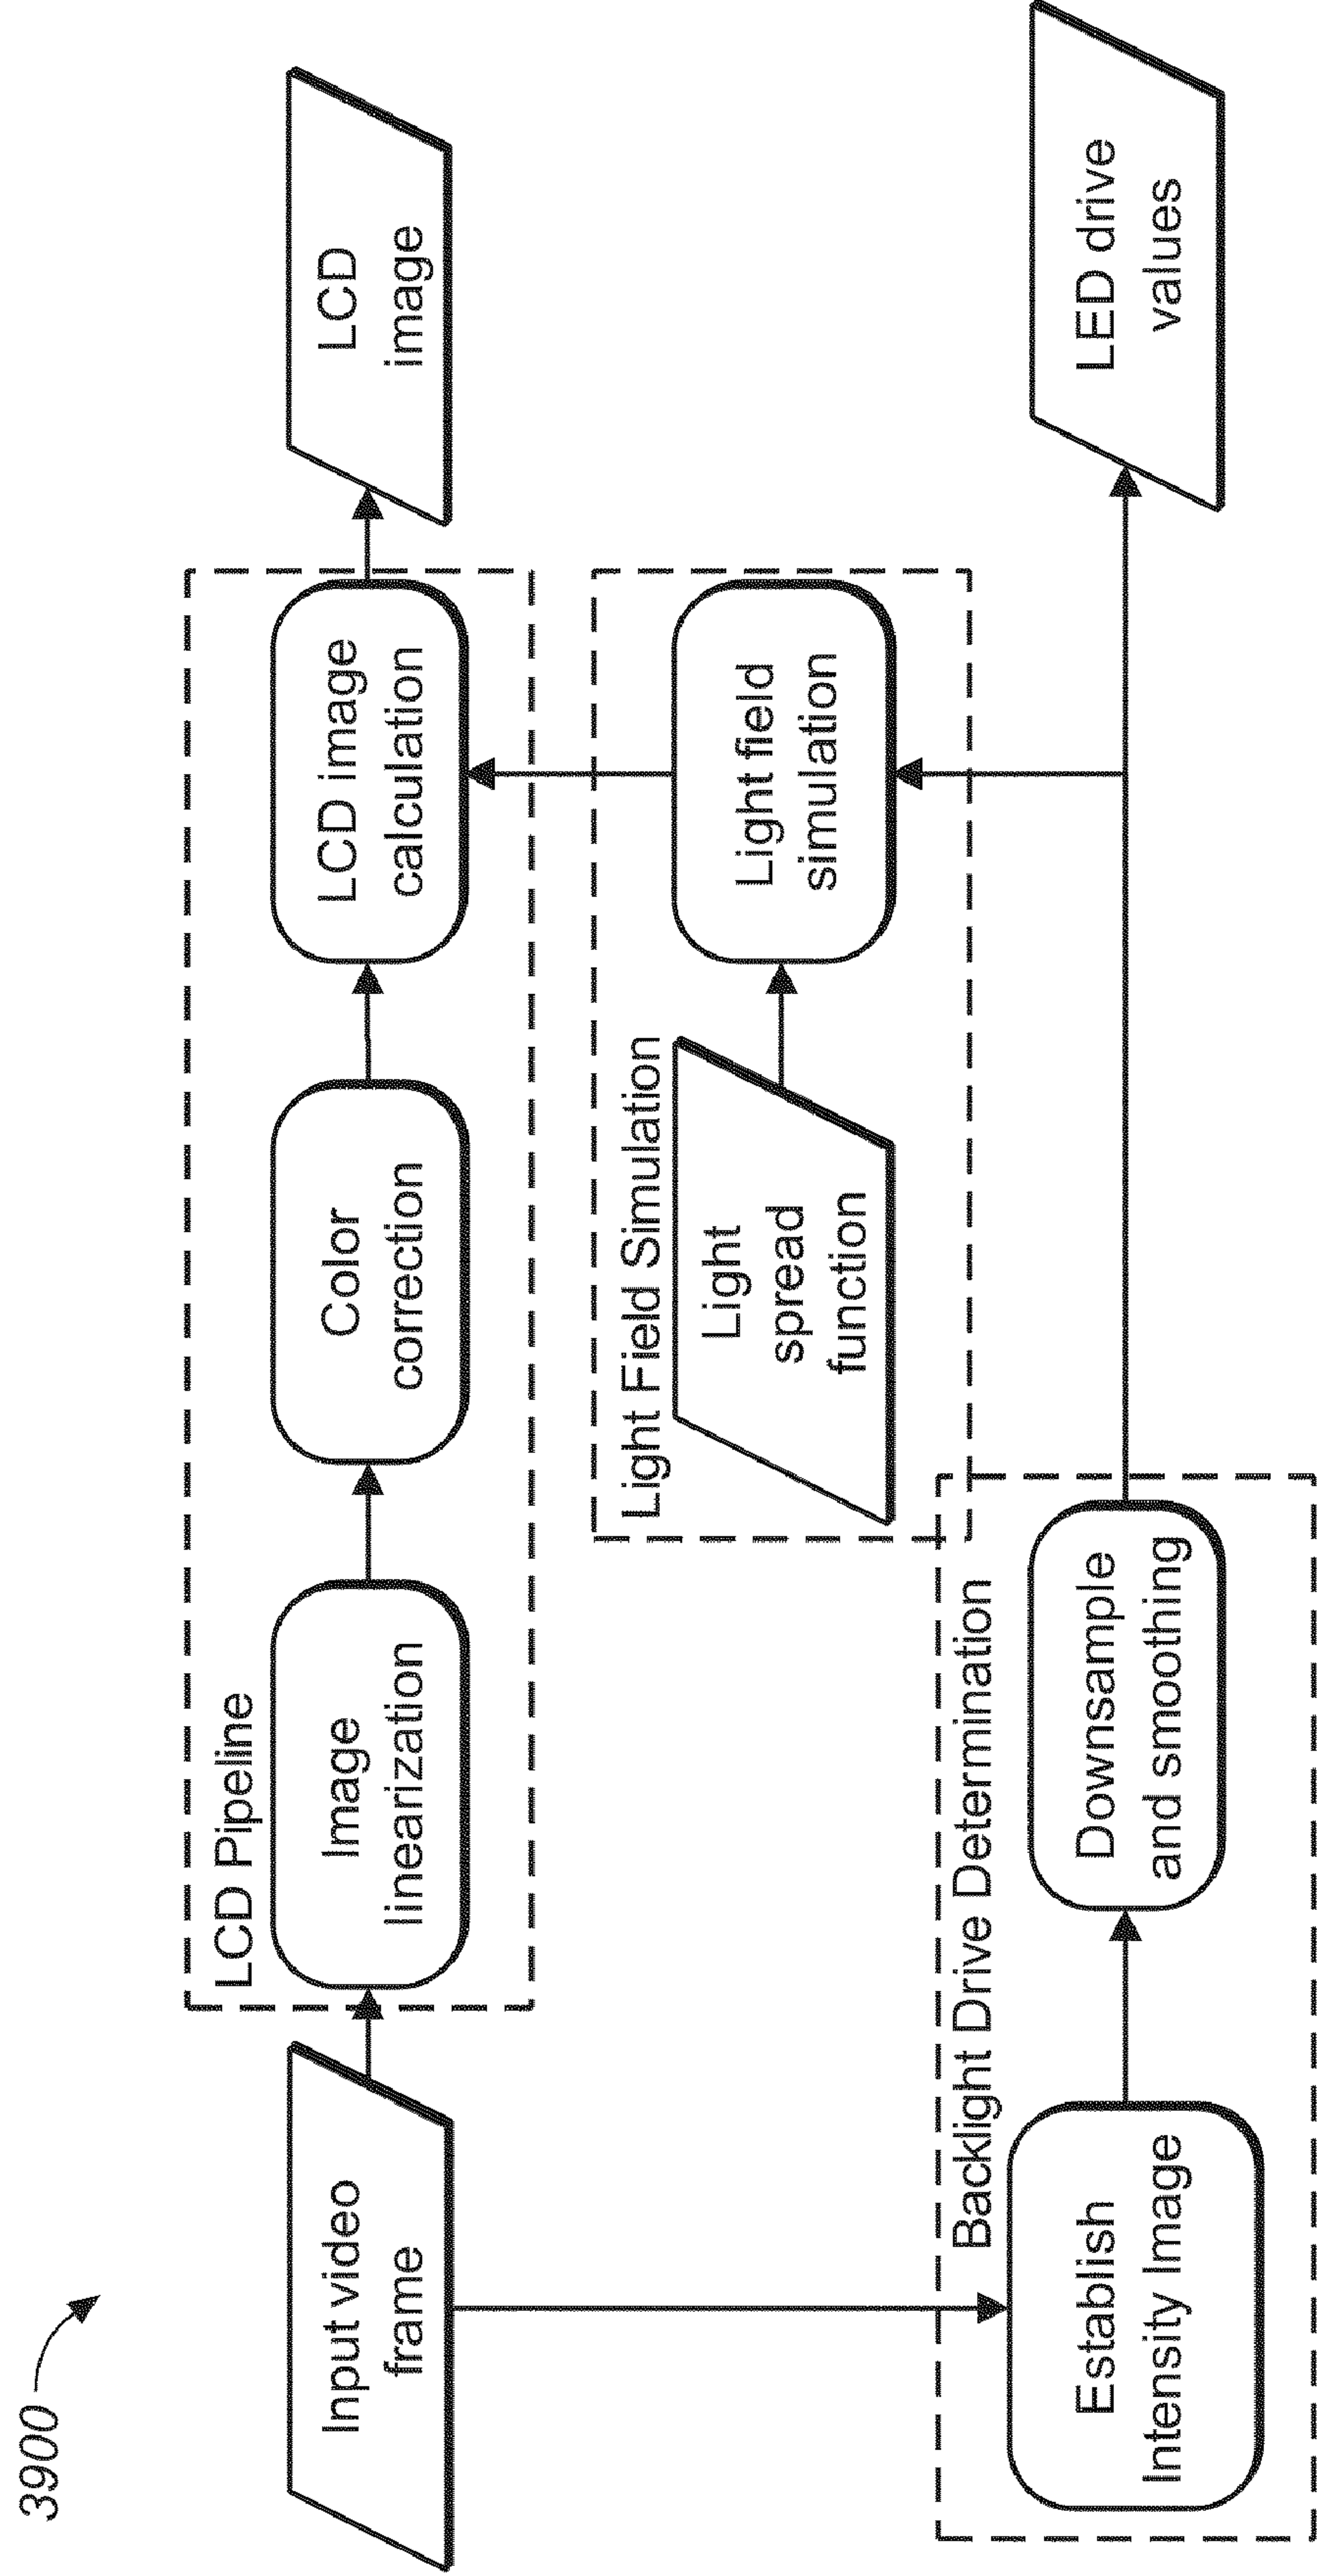 3900
Input video
frame
LCD Pipeline
Image
linearization
Color
correction
LCD image
calculation
LCD
image
Light Field Simulation
Light
spread
function
Light field
simulation
Backlight Drive Determination
Establish
Intensity Image
Downsample
and smoothing
LED drive
values